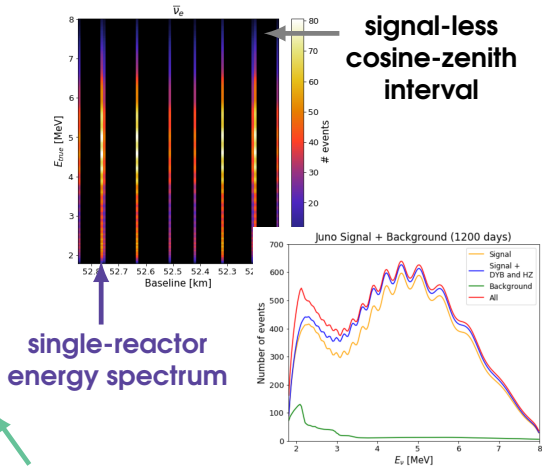 ν̅e
signal-less
cosine-zenith
interval
8
7
6
5
4
3
2
Etrue [MeV]
52.8
52.7
52.6
52.5
52.4
52.3
Baseline [km]
80
70
60
50
40
30
20
# events
single-reactor
energy spectrum
Juno Signal + Background (1200 days)
700
600
500
400
300
200
100
0
Number of events
Signal
Signal +
DYB and HZ
Background
All
2
3
4
5
6
7
8
Eν [MeV]